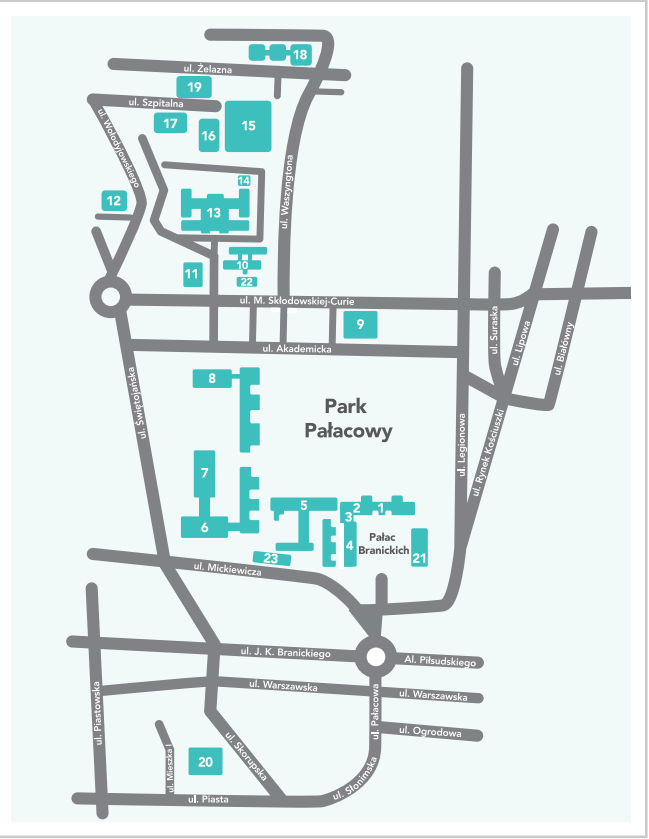 18
ul. Żelazna
19
ul. Szpitalna
17
16
15
ul. Wołodyjowskiego
ul. Waszyngtona
14
12
13
10
11
22
ul. M. Skłodowskiej-Curie
9
ul. Suraska
ul. Lipowa
ul. Białówny
ul. Akademicka
8
ul. Świętojańska
Park
Pałacowy
ul. Legionowa
ul. Rynek Kościuszki
7
6
5
2
1
3
4
Pałac
Branickich
21
23
ul. Mickiewicza
ul. J. K. Branickiego
Al. Piłsudskiego
ul. Warszawska
ul. Warszawska
ul. Piastowska
ul. Pałacowa
ul. Ogrodowa
ul. Mieszka I
20
ul. Skorupska
ul. Słonimska
ul. Piasta